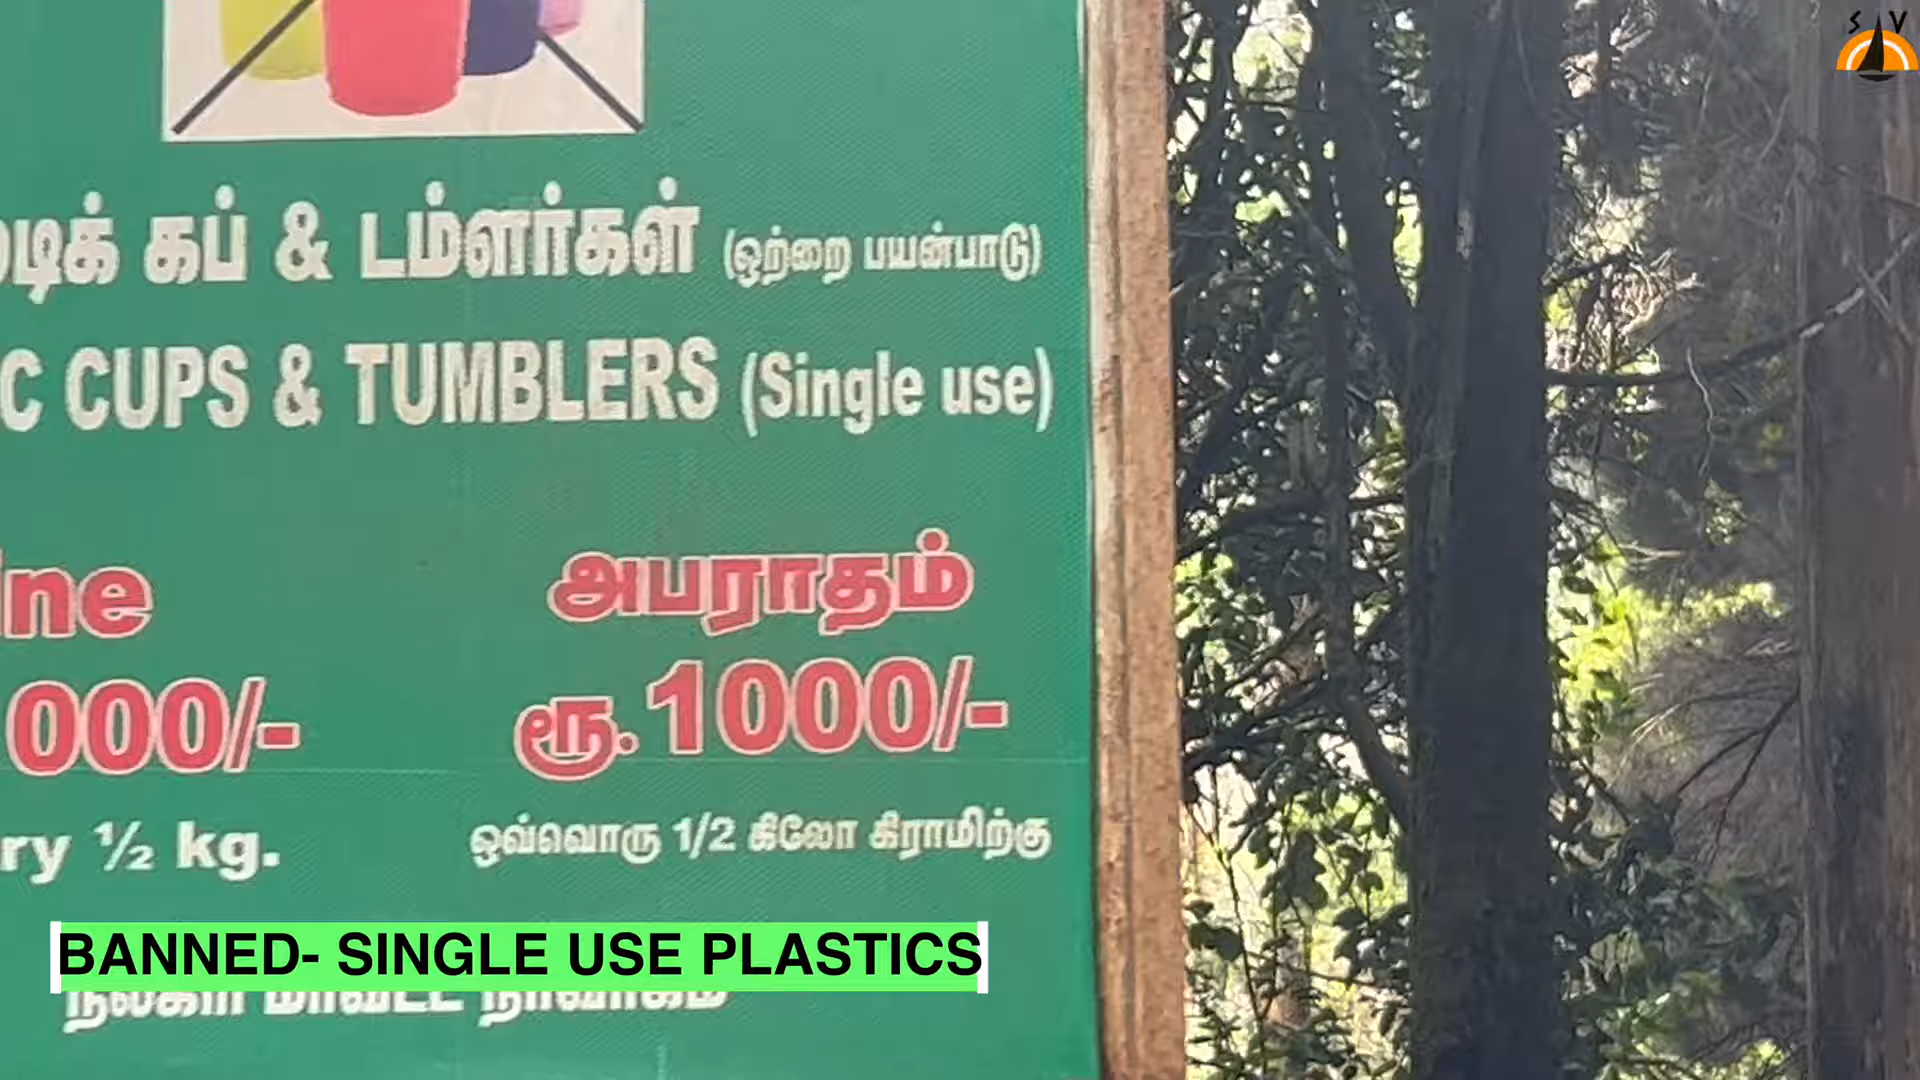 S V
டிக் கப் & டம்ளர்கள் (ஒற்றை பயன்பாடு)
C CUPS & TUMBLERS (Single use)
ine அபராதம்
000/- ரூ.1000/-
ry ½ kg. ஒவ்வொரு 1/2 கிலோ கிராமிற்கு
BANNED- SINGLE USE PLASTICS